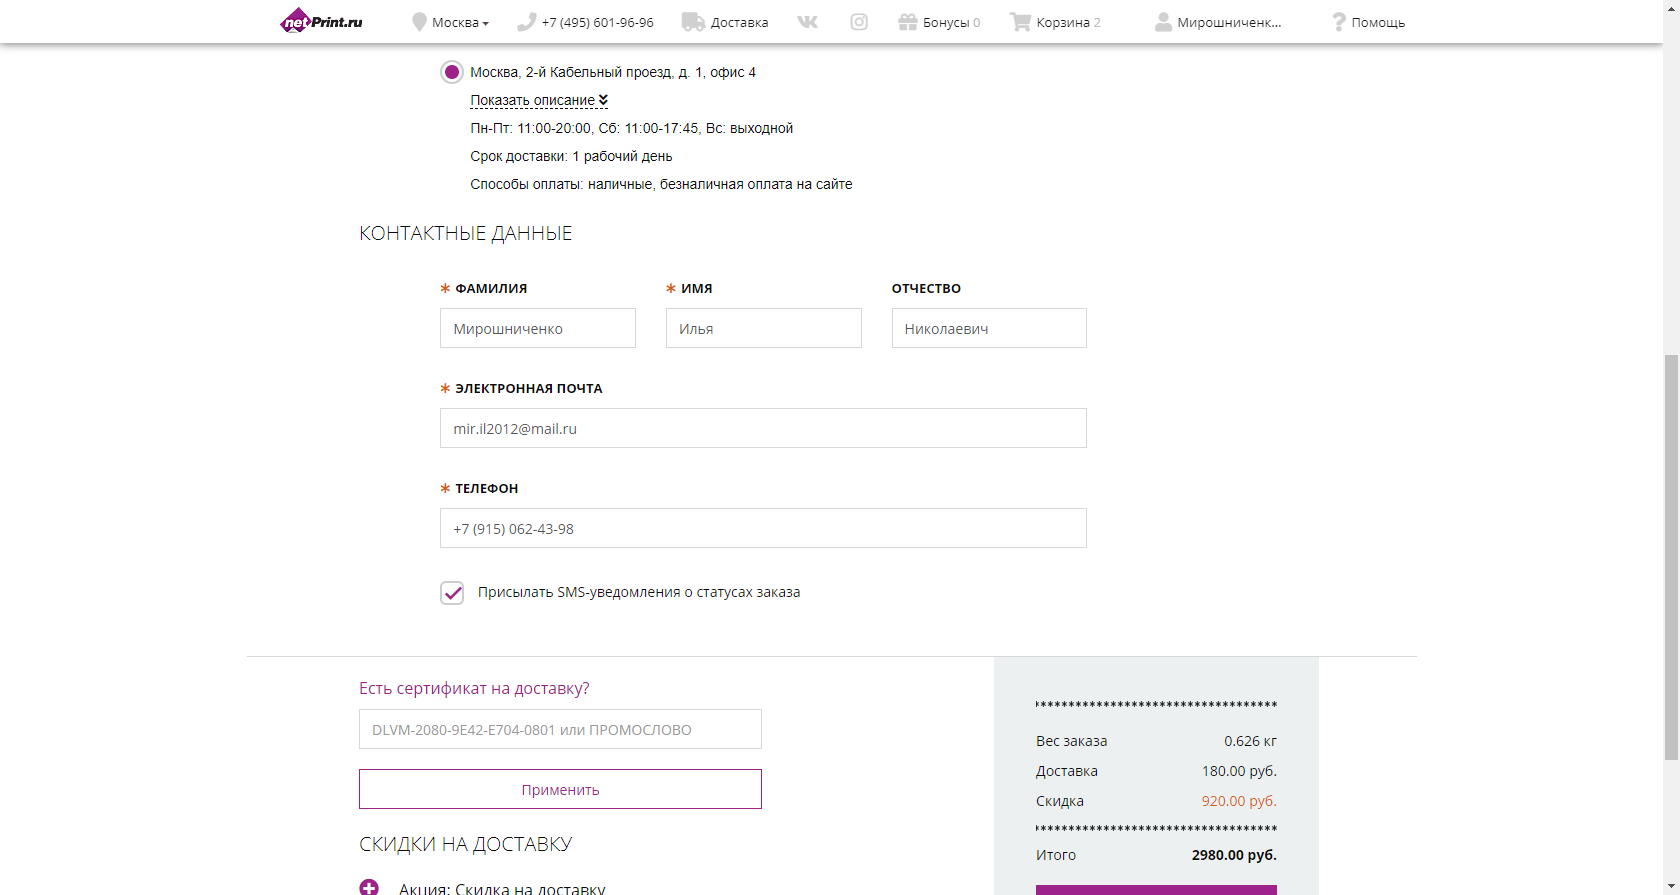 netPrint.ru
Москва
+7 (495) 601-96-96
Доставка
Бонусы 0
Корзина 2
Мирошниченк...
Помощь
Москва, 2-й Кабельный проезд, д. 1, офис 4
Показать описание
Пн-Пт: 11:00-20:00, Сб: 11:00-17:45, Вс: выходной
Срок доставки: 1 рабочий день
Способы оплаты: наличные, безналичная оплата на сайте
КОНТАКТНЫЕ ДАННЫЕ
* ФАМИЛИЯ
* ИМЯ
ОТЧЕСТВО
Мирошниченко
Илья
Николаевич
* ЭЛЕКТРОННАЯ ПОЧТА
mir.il2012@mail.ru
* ТЕЛЕФОН
+7 (915) 062-43-98
Присылать SMS-уведомления о статусах заказа
Есть сертификат на доставку?
DLVM-2080-9E42-E704-0801 или ПРОМОСЛОВО
Применить
СКИДКИ НА ДОСТАВКУ
Акция: Скидка на доставку
Вес заказа 0.626 кг
Доставка 180.00 руб.
Скидка 920.00 руб.
Итого 2980.00 руб.